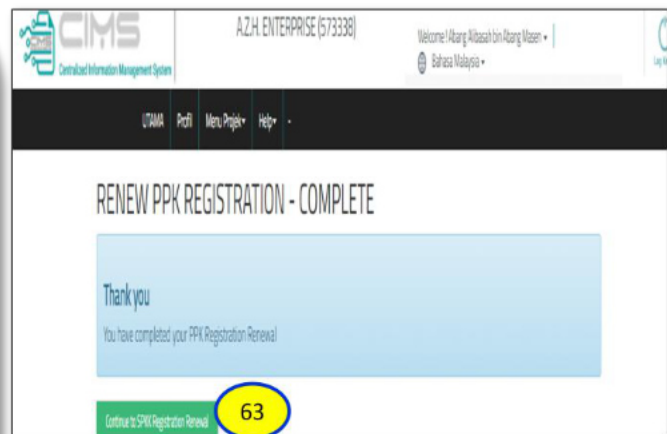 CIMS
Centralized Information Management System
A.Z.H. ENTERPRISE (573338)
Welcome ! Abang Alibasah bin Abang Masen
Bahasa Malaysia
UTAMA Profil Menu Projek Help -
RENEW PPK REGISTRATION - COMPLETE
Thank you
You have completed your PPK Registration Renewal
Continue to SPKK Registration Renewal
63